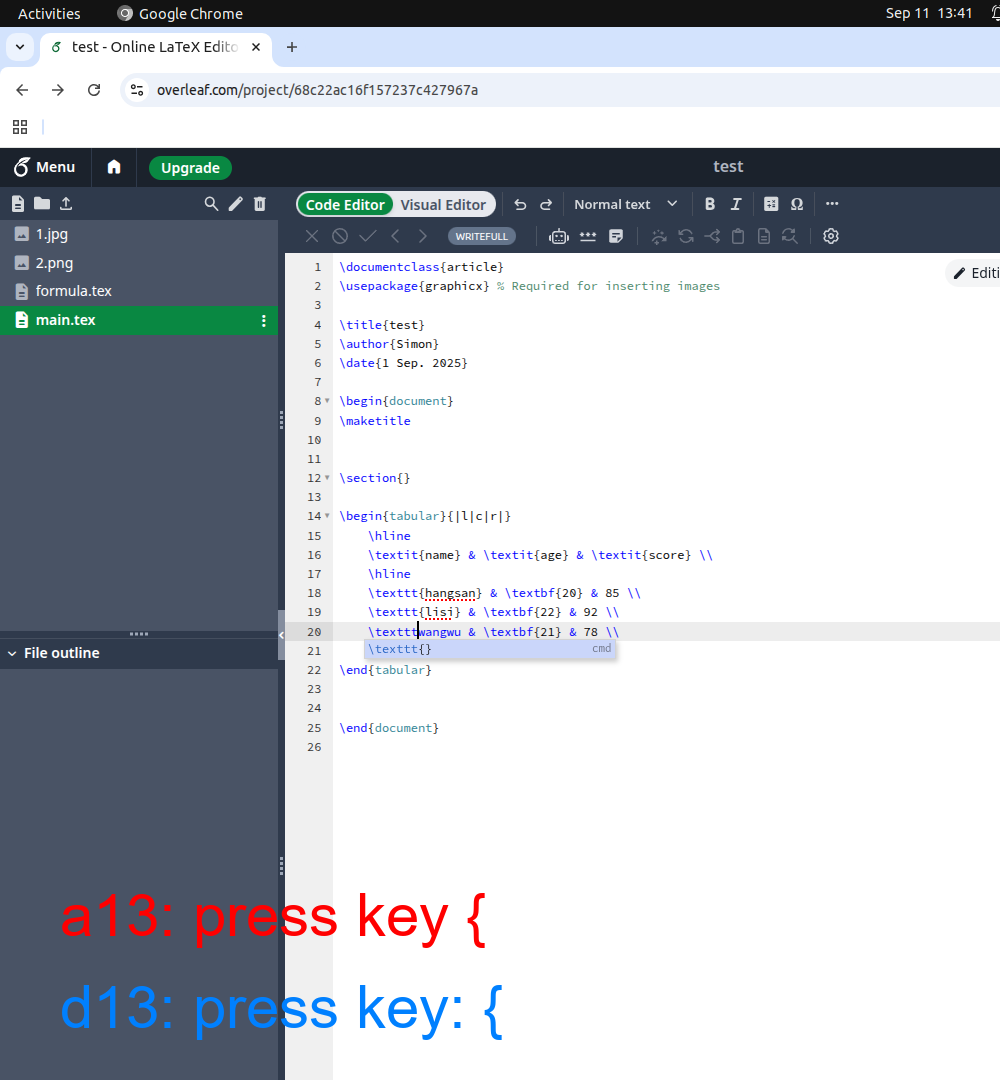 Activities Google Chrome Sep 11 13:41
test - Online LaTeX Edito
overleaf.com/project/68c22ac16f157237c427967a
Menu Upgrade test
Code Editor Visual Editor Normal text B I Ω
WRITEFULL
1.jpg
2.png
formula.tex
main.tex
File outline
1 \documentclass{article}
Editi
2 \usepackage{graphicx} % Required for inserting images
3
4 \title{test}
5 \author{Simon}
6 \date{1 Sep. 2025}
7
8 \begin{document}
9 \maketitle
10
11
12 \section{}
13
14 \begin{tabular}{|l|c|r|}
15 \hline
16 \textit{name} & \textit{age} & \textit{score} \\
17 \hline
18 \texttt{hangsan} & \textbf{20} & 85 \\
19 \texttt{lisi} & \textbf{22} & 92 \\
20 \textttwangwu & \textbf{21} & 78 \\
21 \texttt{} cmd
22 \end{tabular}
23
24
25 \end{document}
26
a13: press key {
d13: press key: {